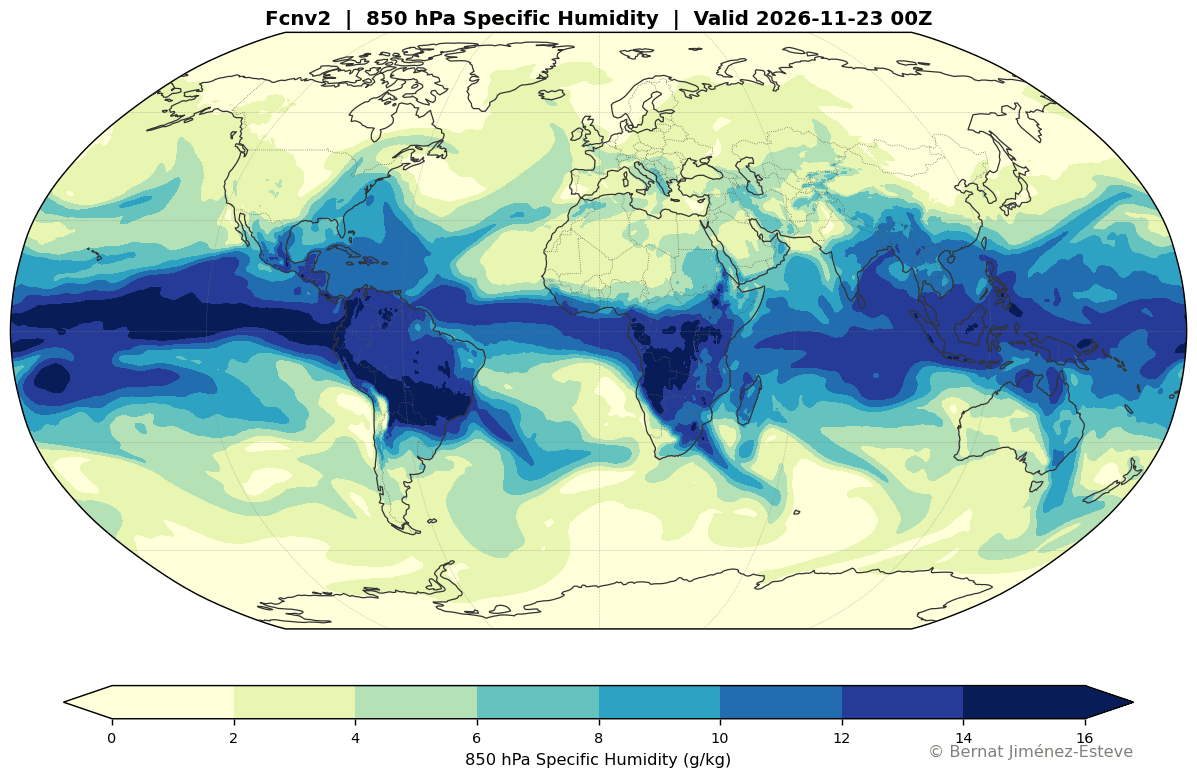 Fcnv2 | 850 hPa Specific Humidity | Valid 2026-11-23 00Z
0 2 4 6 8 10 12 14 16
850 hPa Specific Humidity (g/kg)
© Bernat Jiménez-Esteve